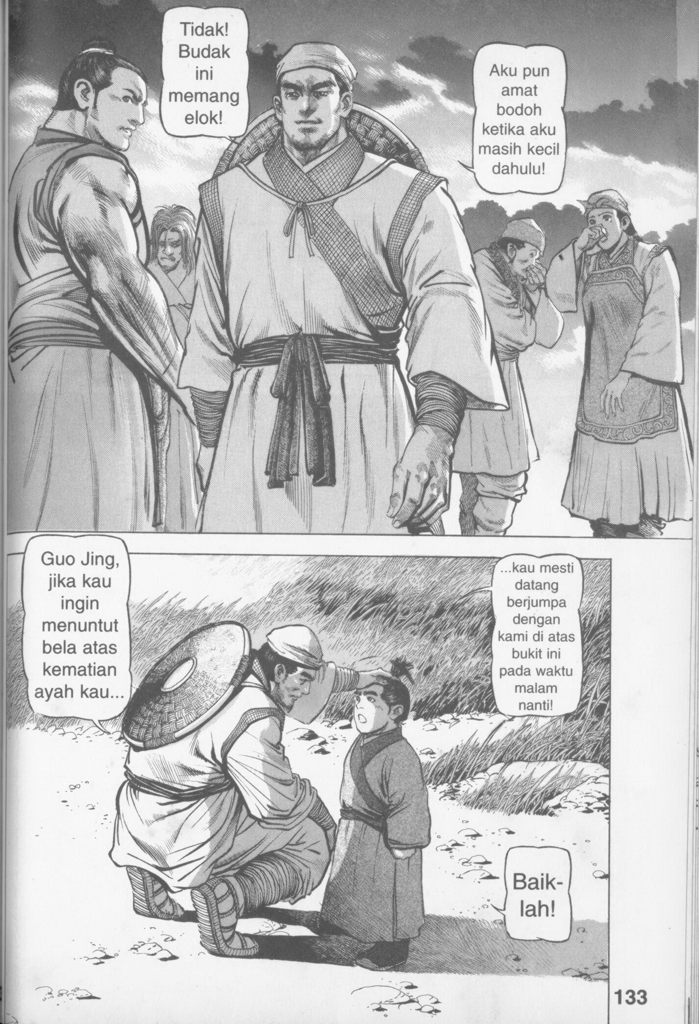 Tidak!
Budak
ini
memang
elok!
Aku pun
amat
bodoh
ketika aku
masih kecil
dahulu!
Guo Jing,
jika kau
ingin
menuntut
bela atas
kematian
ayah kau...
...kau mesti
datang
berjumpa
dengan
kami di atas
bukit ini
pada waktu
malam
nanti!
Baik-
lah!
133